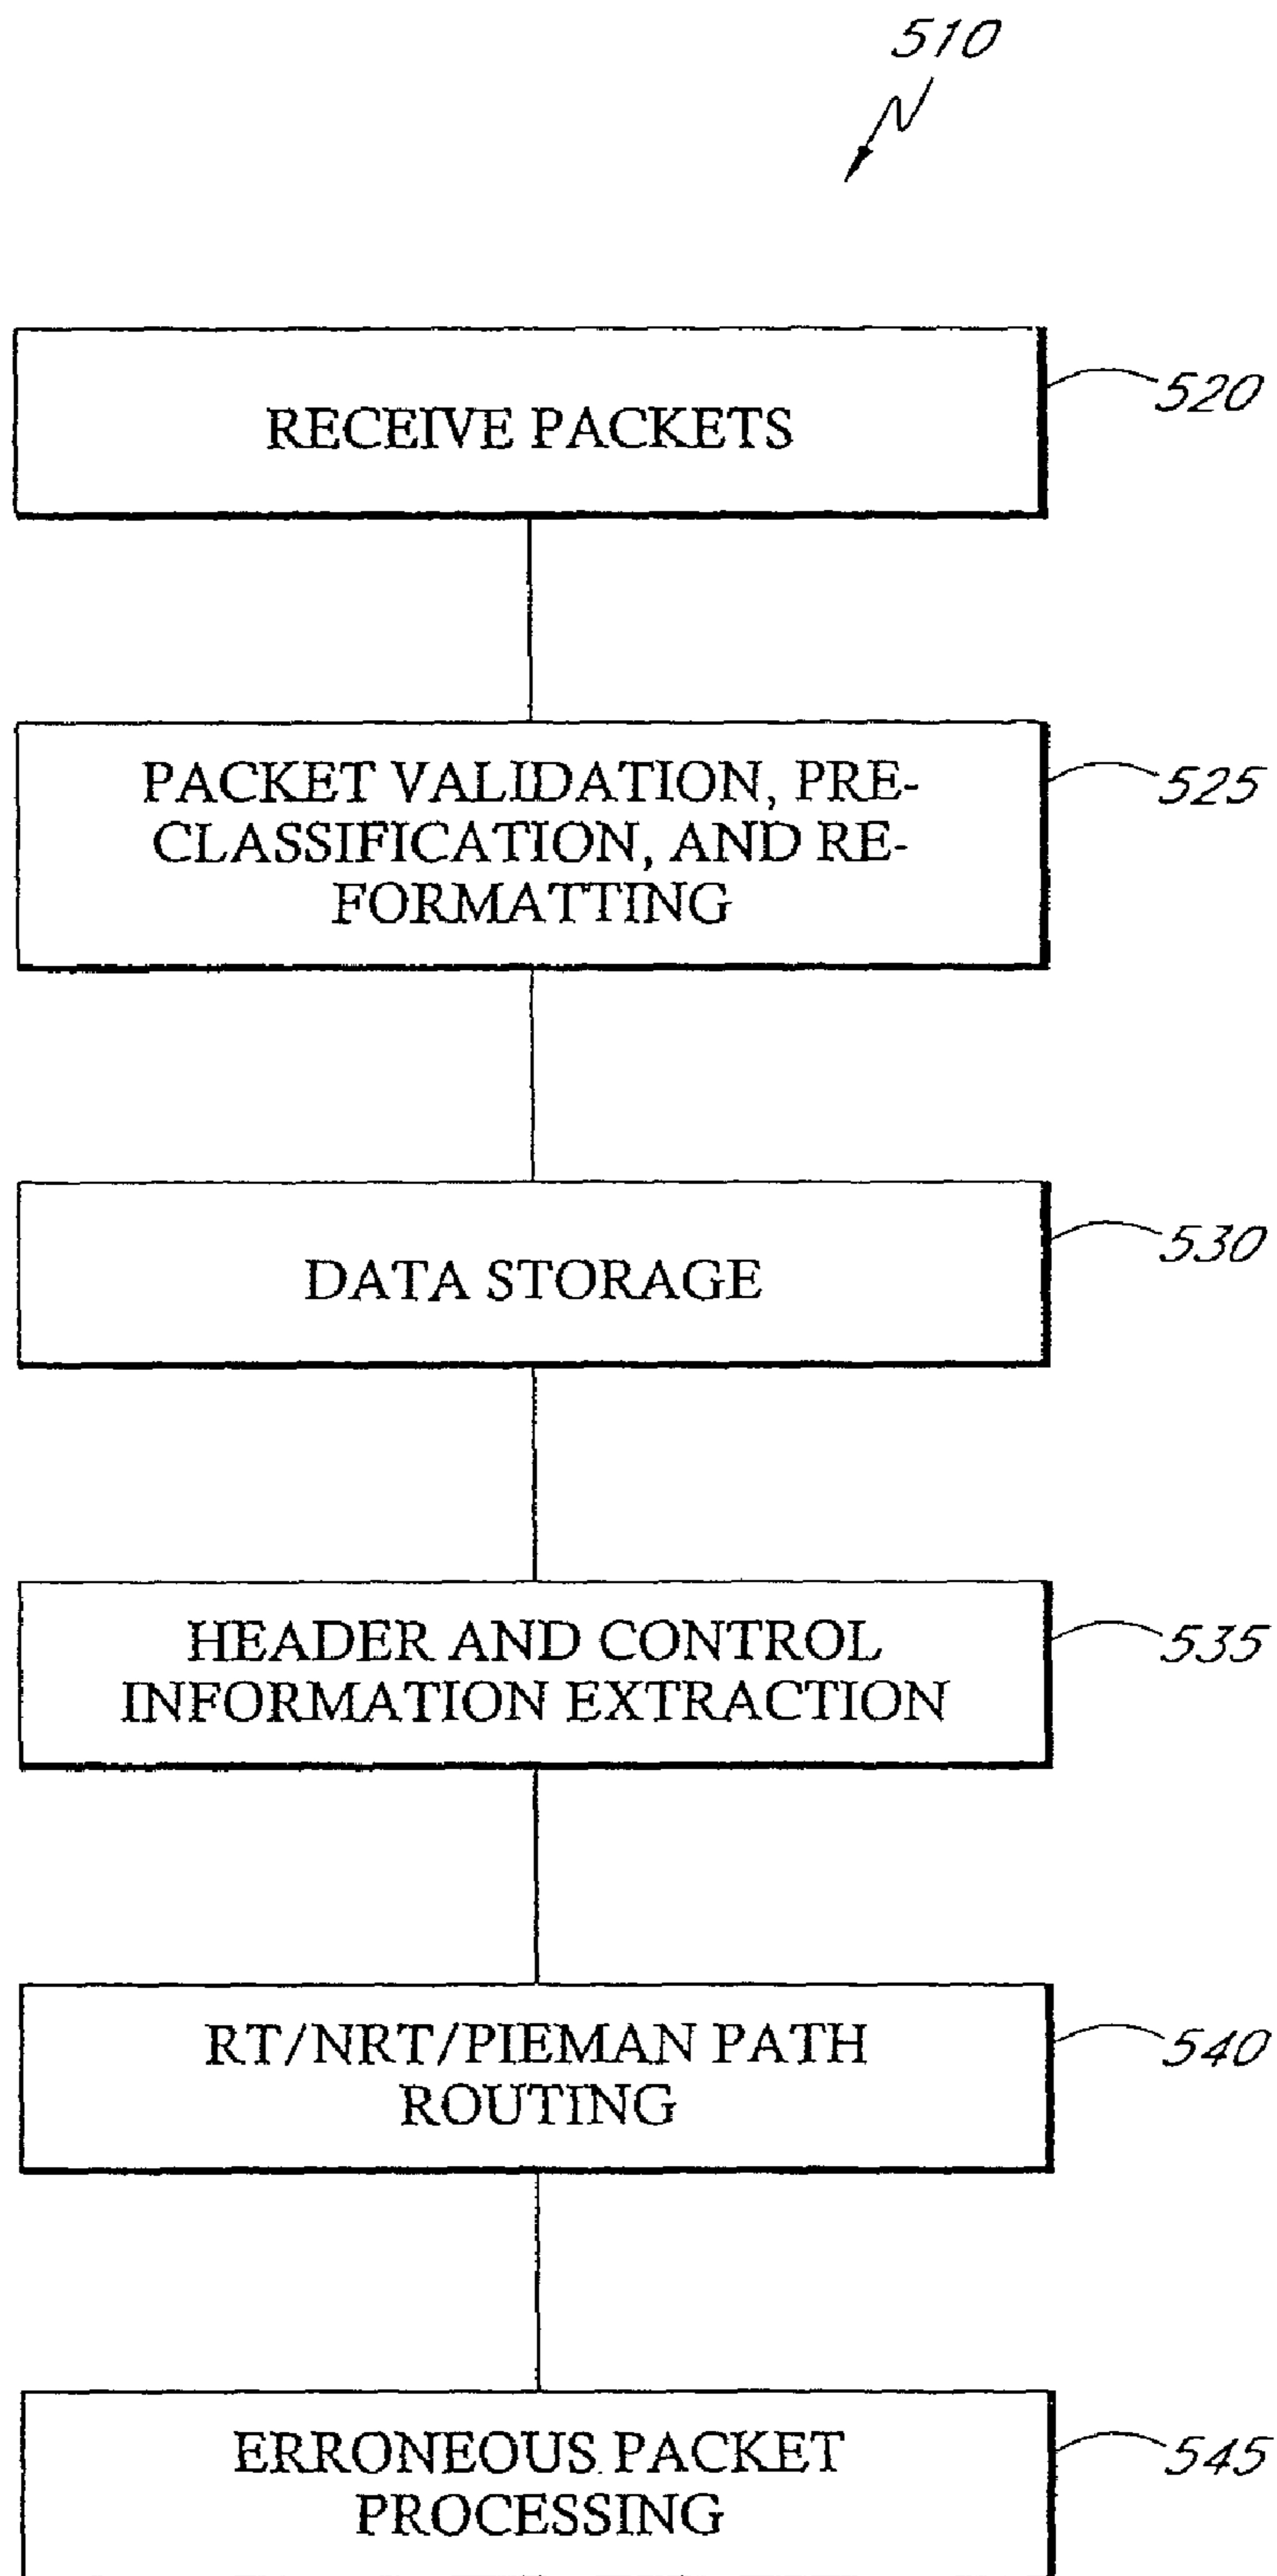 510
RECEIVE PACKETS
520
PACKET VALIDATION, PRE-
CLASSIFICATION, AND RE-
FORMATTING
525
DATA STORAGE
530
HEADER AND CONTROL
INFORMATION EXTRACTION
535
RT/NRT/PIEMAN PATH
ROUTING
540
ERRONEOUS PACKET
PROCESSING
545